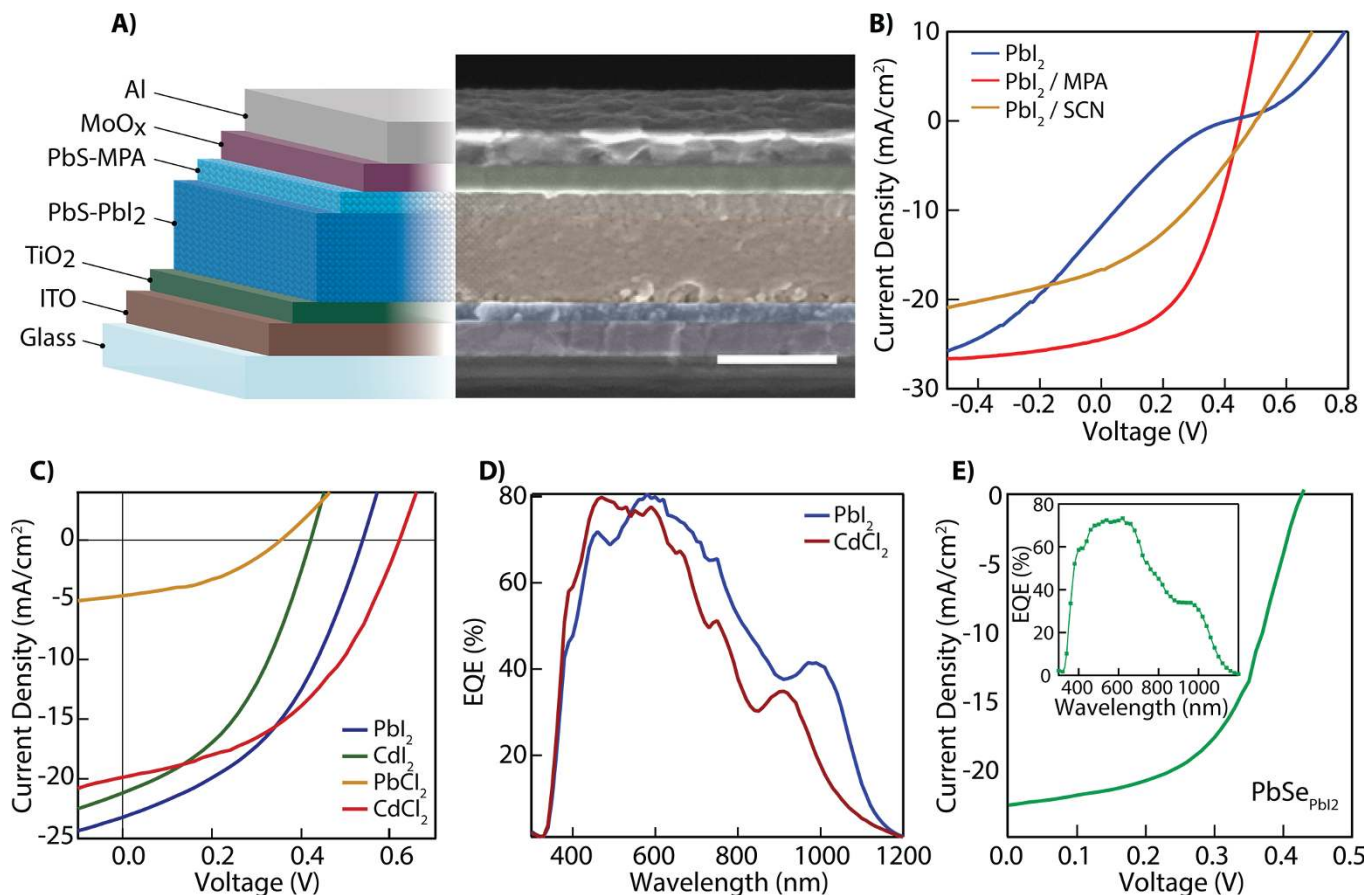 A)
Al
MoOx
PbS-MPA
PbS-PbI2
TiO2
ITO
Glass
B)
10
0
-10
-20
-30
Current Density (mA/cm²)
PbI2
PbI2 / MPA
PbI2 / SCN
-0.4 -0.2 0.0 0.2 0.4 0.6 0.8
Voltage (V)
C)
0
-5
-10
-15
-20
-25
Current Density (mA/cm²)
PbI2
CdI2
PbCl2
CdCl2
0.0 0.2 0.4 0.6
Voltage (V)
D)
80
60
40
20
EQE (%)
PbI2
CdCl2
400 600 800 1000 1200
Wavelength (nm)
E)
0
-5
-10
-15
-20
Current Density (mA/cm²)
80
60
40
20
0
EQE (%)
400 600 800 1000
Wavelength (nm)
PbSePbI2
0.0 0.1 0.2 0.3 0.4 0.5
Voltage (V)